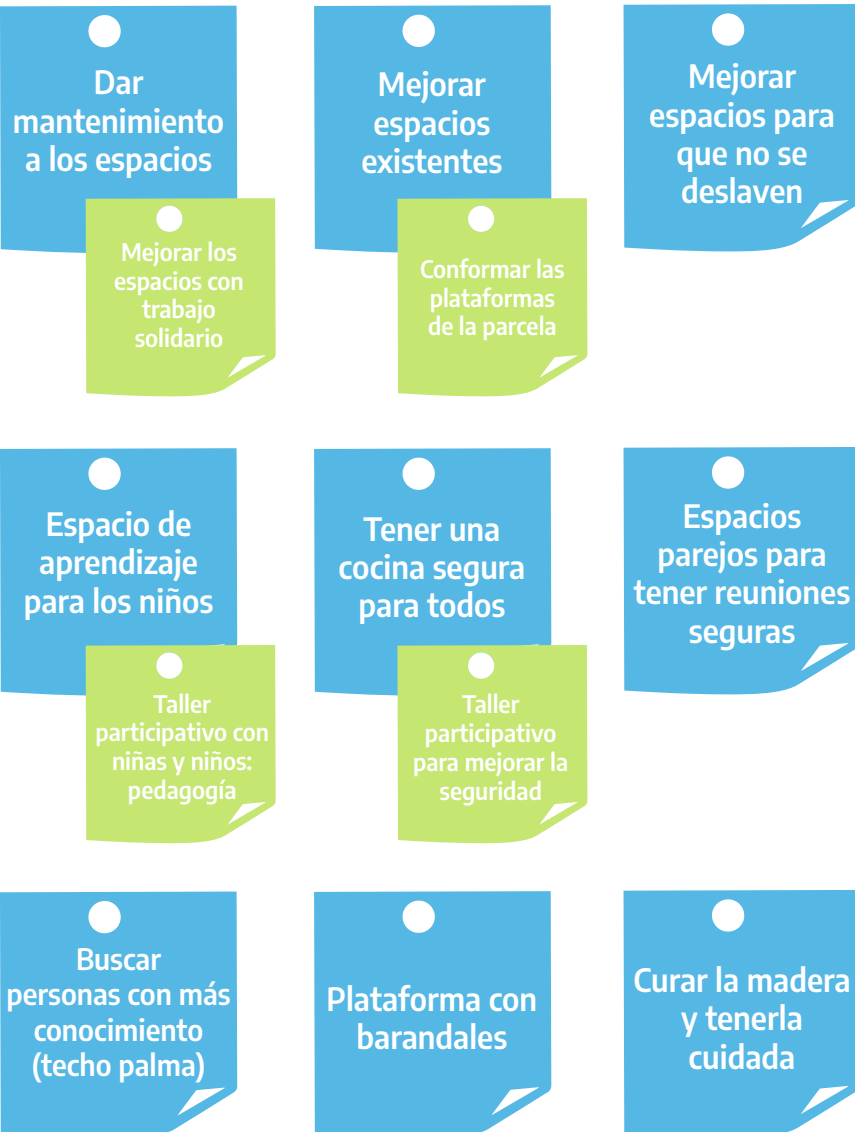 Dar
mantenimiento
a los espacios
Mejorar los
espacios con
trabajo
solidario
Mejorar
espacios
existentes
Conformar las
plataformas
de la parcela
Mejorar
espacios para
que no se
deslaven
Espacio de
aprendizaje
para los niños
Taller
participativo con
niñas y niños:
pedagogía
Tener una
cocina segura
para todos
Taller
participativo
para mejorar la
seguridad
Espacios
parejos para
tener reuniones
seguras
Buscar
personas con más
conocimiento
(techo palma)
Plataforma con
barandales
Curar la madera
y tenerla
cuidada